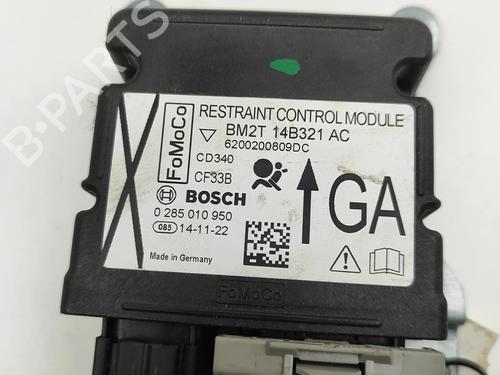 FoMoCo
RESTRAINT CONTROL MODULE
BM2T 14B321 AC
6200200809DC
CD340
CF33B
BOSCH
0 285 010 950
085 14-11-22
Made in Germany
GA
FoMoCo